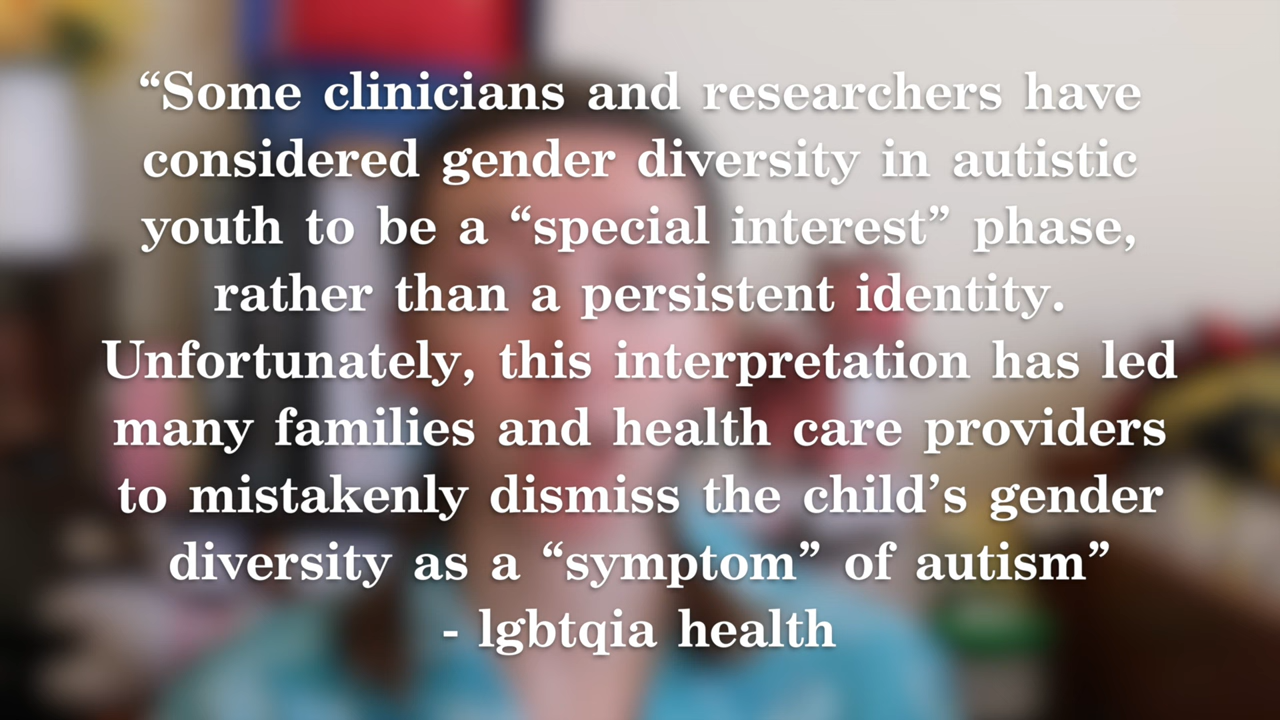 “Some clinicians and researchers have
considered gender diversity in autistic
youth to be a “special interest” phase,
rather than a persistent identity.
Unfortunately, this interpretation has led
many families and health care providers
to mistakenly dismiss the child’s gender
diversity as a “symptom” of autism”
- lgbtqia health